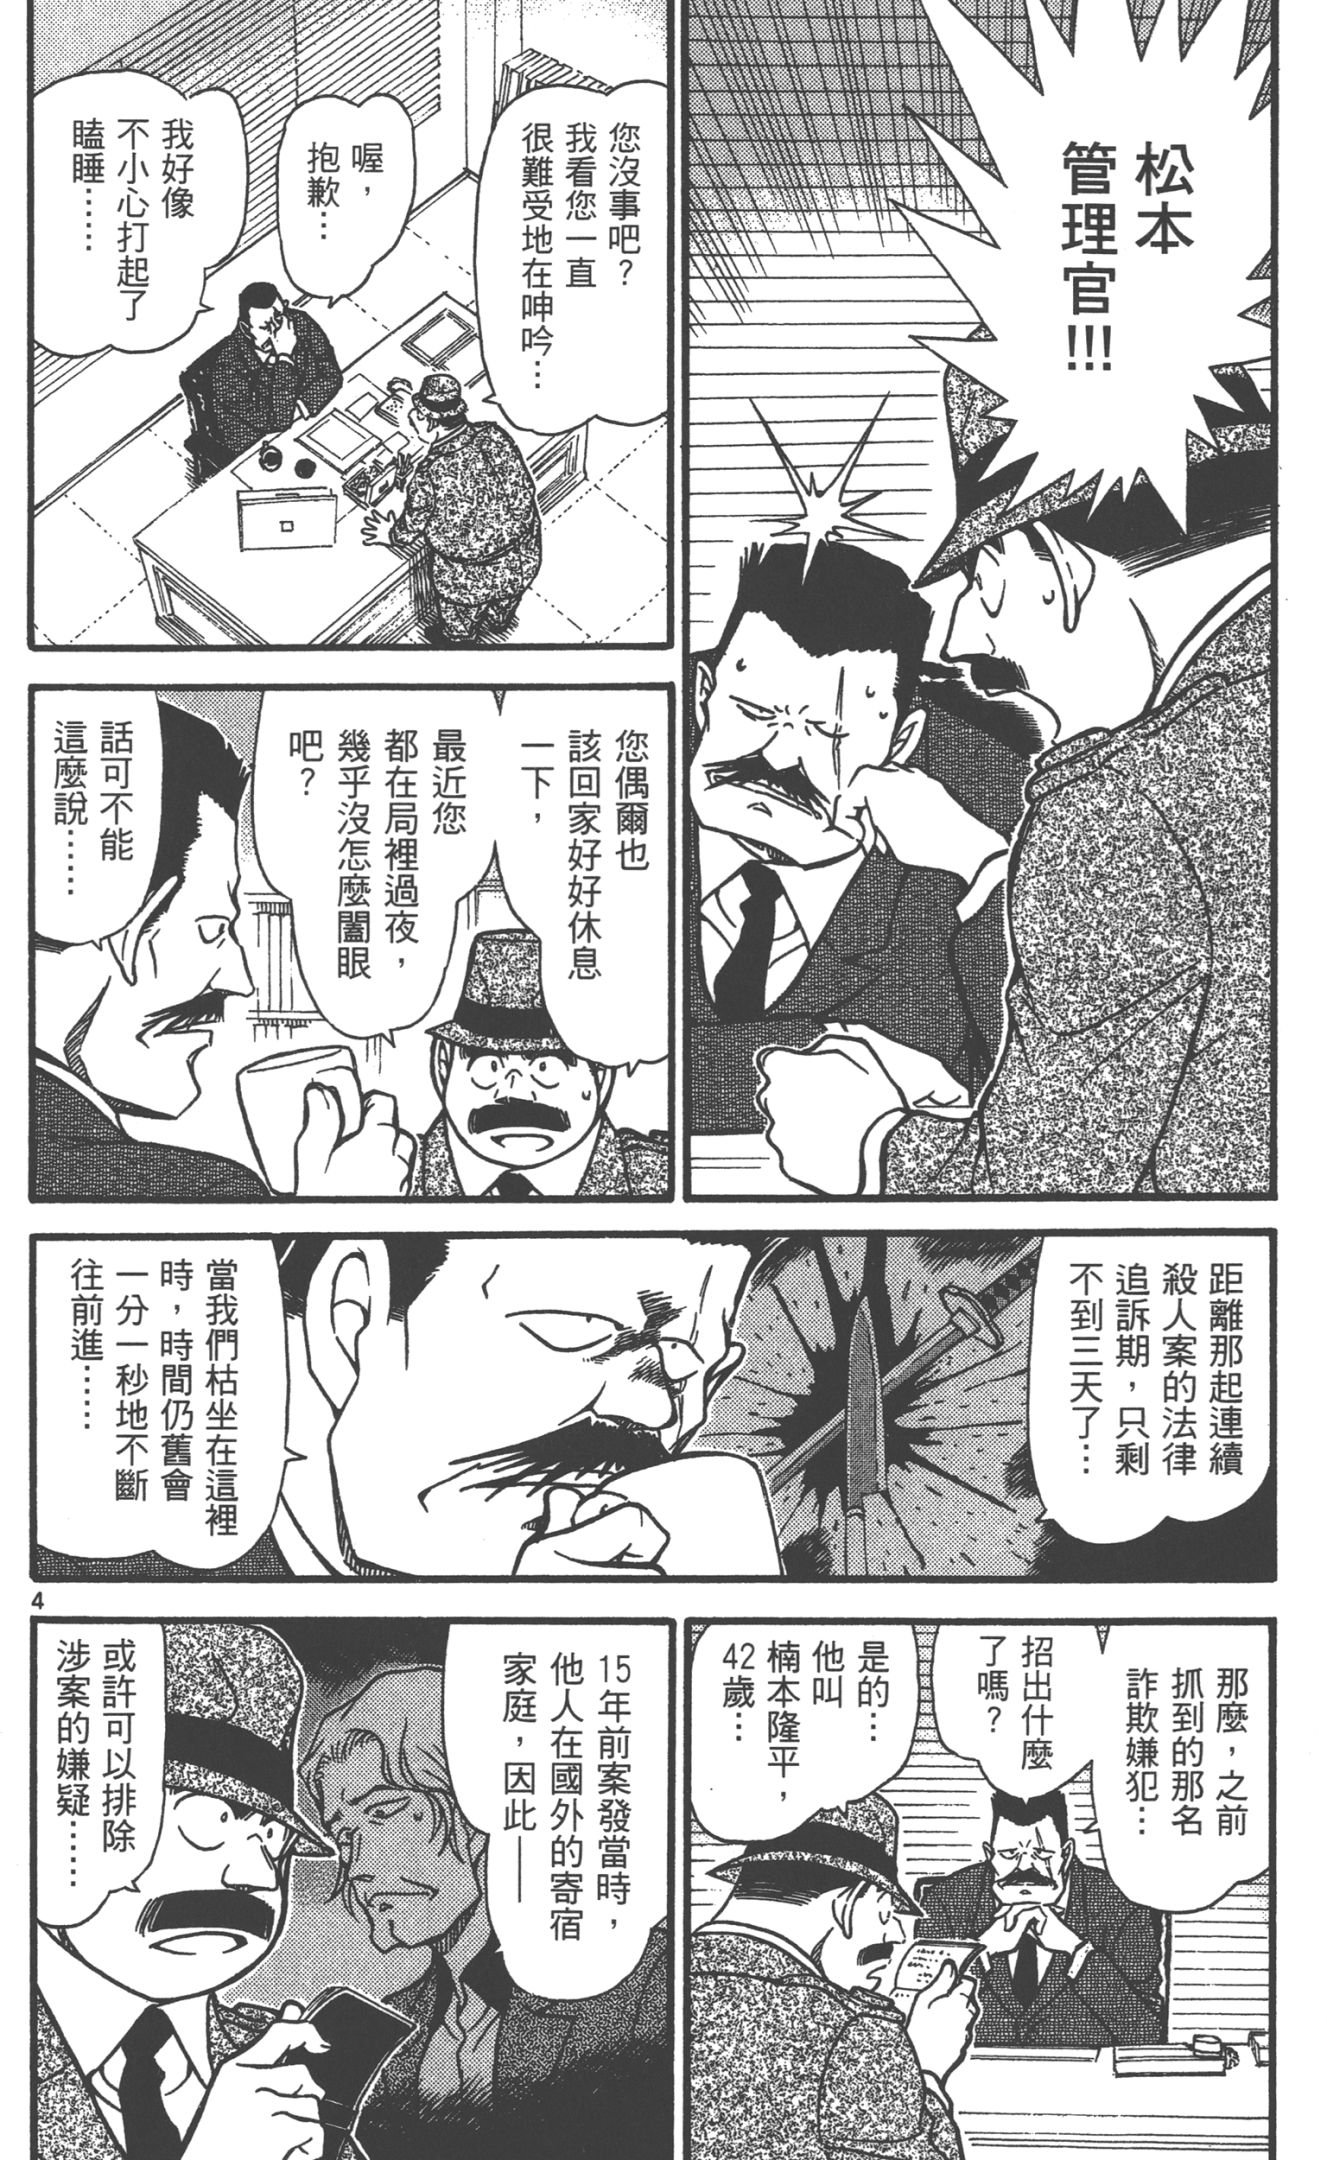 松本
管理官!!!
您沒事吧？
我看您一直
很難受地在呻吟…
喔，
抱歉…
我好像
不小心打起了
瞌睡……
您偶爾也
該回家好好休息
一下，
最近您
都在局裡過夜，
幾乎沒怎麼闔眼
吧？
話可不能
這麼說……
距離那起連續
殺人案的法律
追訴期，只剩
不到三天了…
當我們枯坐在這裡
時，時間仍舊會
一分一秒地不斷
往前進……
那麼，之前
抓到的那名
詐欺嫌犯…
招出什麼
了嗎？
是的…
他叫
楠本隆平，
42歲…
15年前案發當時，
他人在國外的寄宿
家庭，因此——
或許可以排除
涉案的嫌疑……
4